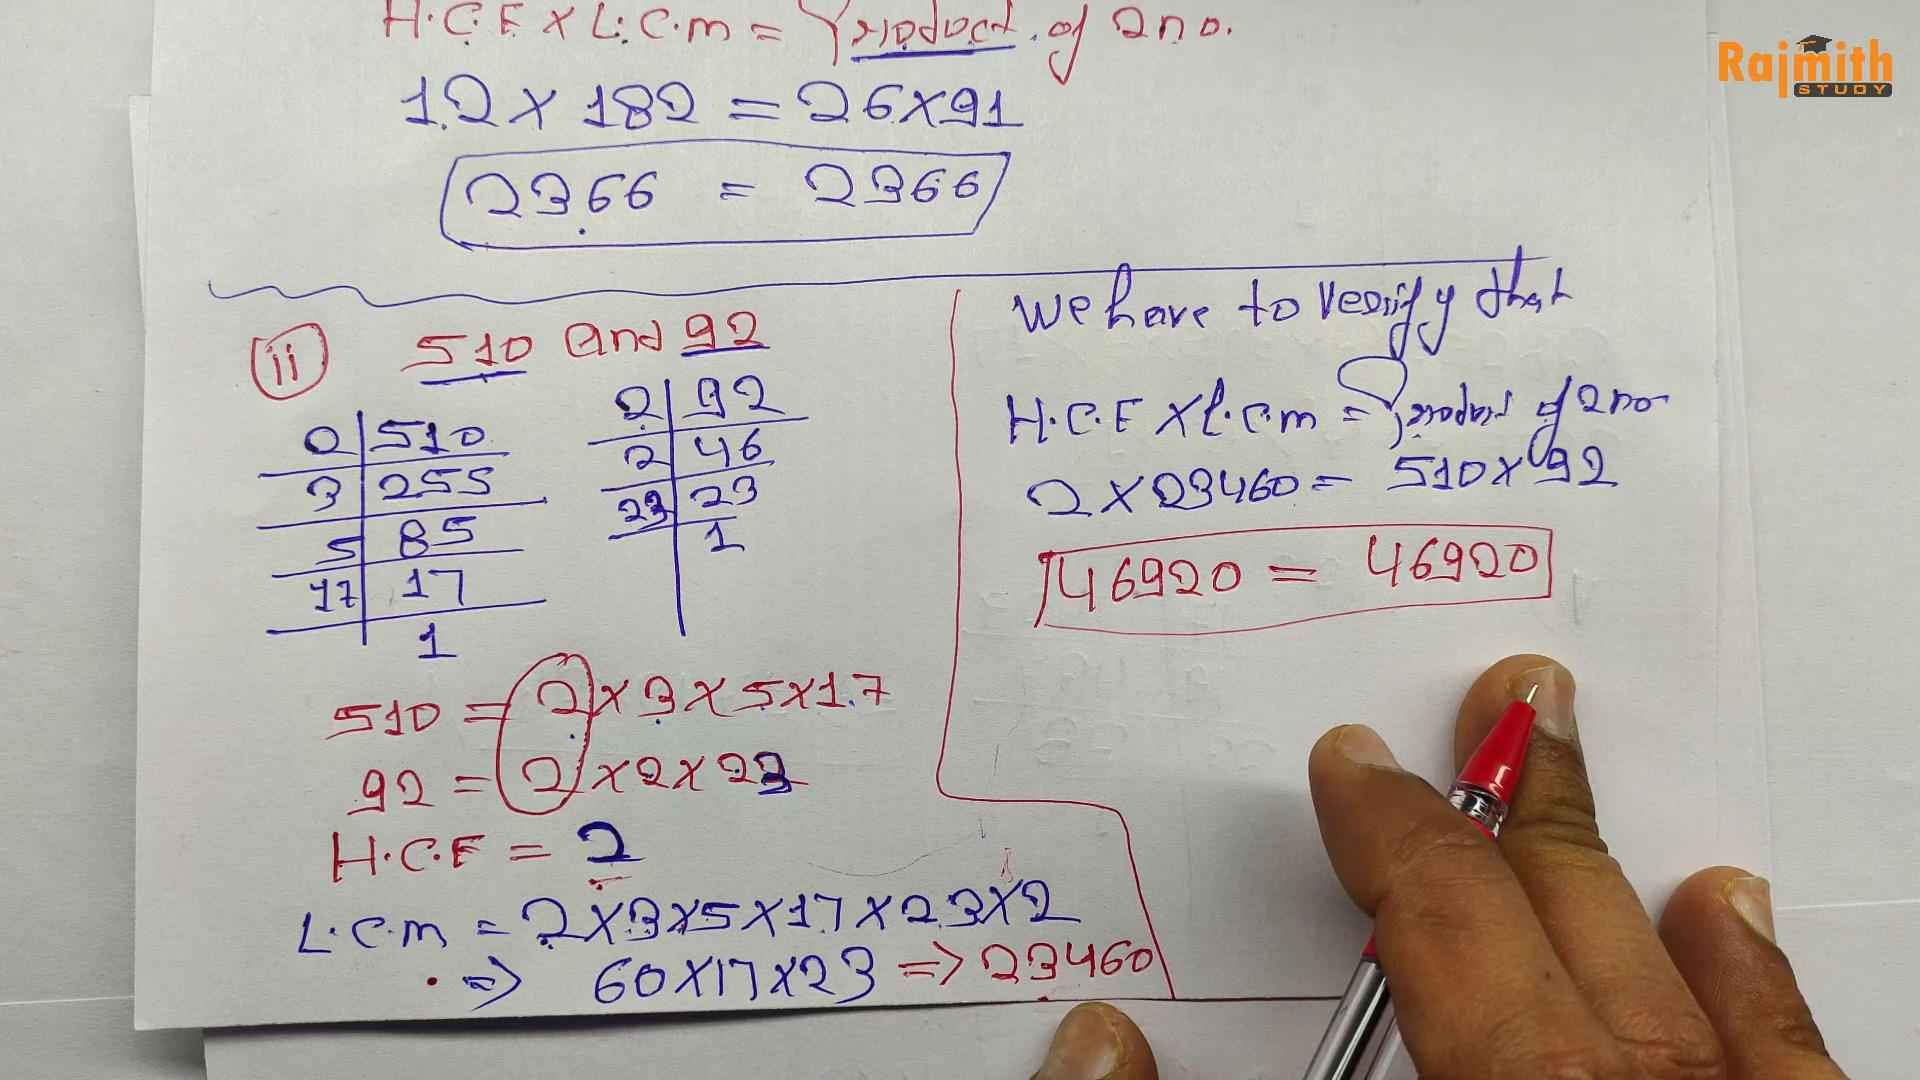 H.C.F × L.C.m = Product of 2 no.
Rajmith
STUDY
12 × 182 = 26 × 91
2366 = 2366
ii 510 and 92
2 | 510
3 | 255
5 | 85
17 | 17
1
2 | 92
2 | 46
23 | 23
1
510 = 2 × 3 × 5 × 17
92 = 2 × 2 × 23
H.C.F = 2
L.C.m = 2 × 3 × 5 × 17 × 23 × 2
⇒ 60 × 17 × 23 ⇒ 23460
We have to verify that
H.C.F × L.C.m = Product of 2 no
2 × 23460 = 510 × 92
46920 = 46920